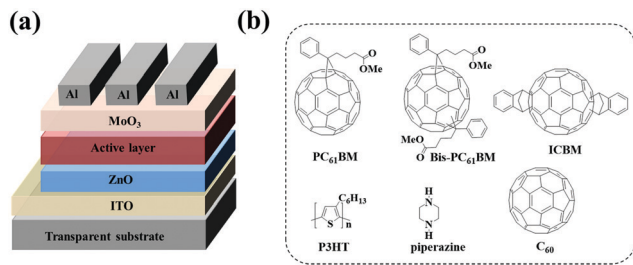 (a)
Al Al Al
MoO3
Active layer
ZnO
ITO
Transparent substrate
(b)
O
OMe
O
OMe
MeO
O
PC61BM
Bis-PC61BM
ICBM
C6H13
S
n
P3HT
H
N
N
H
piperazine
C60